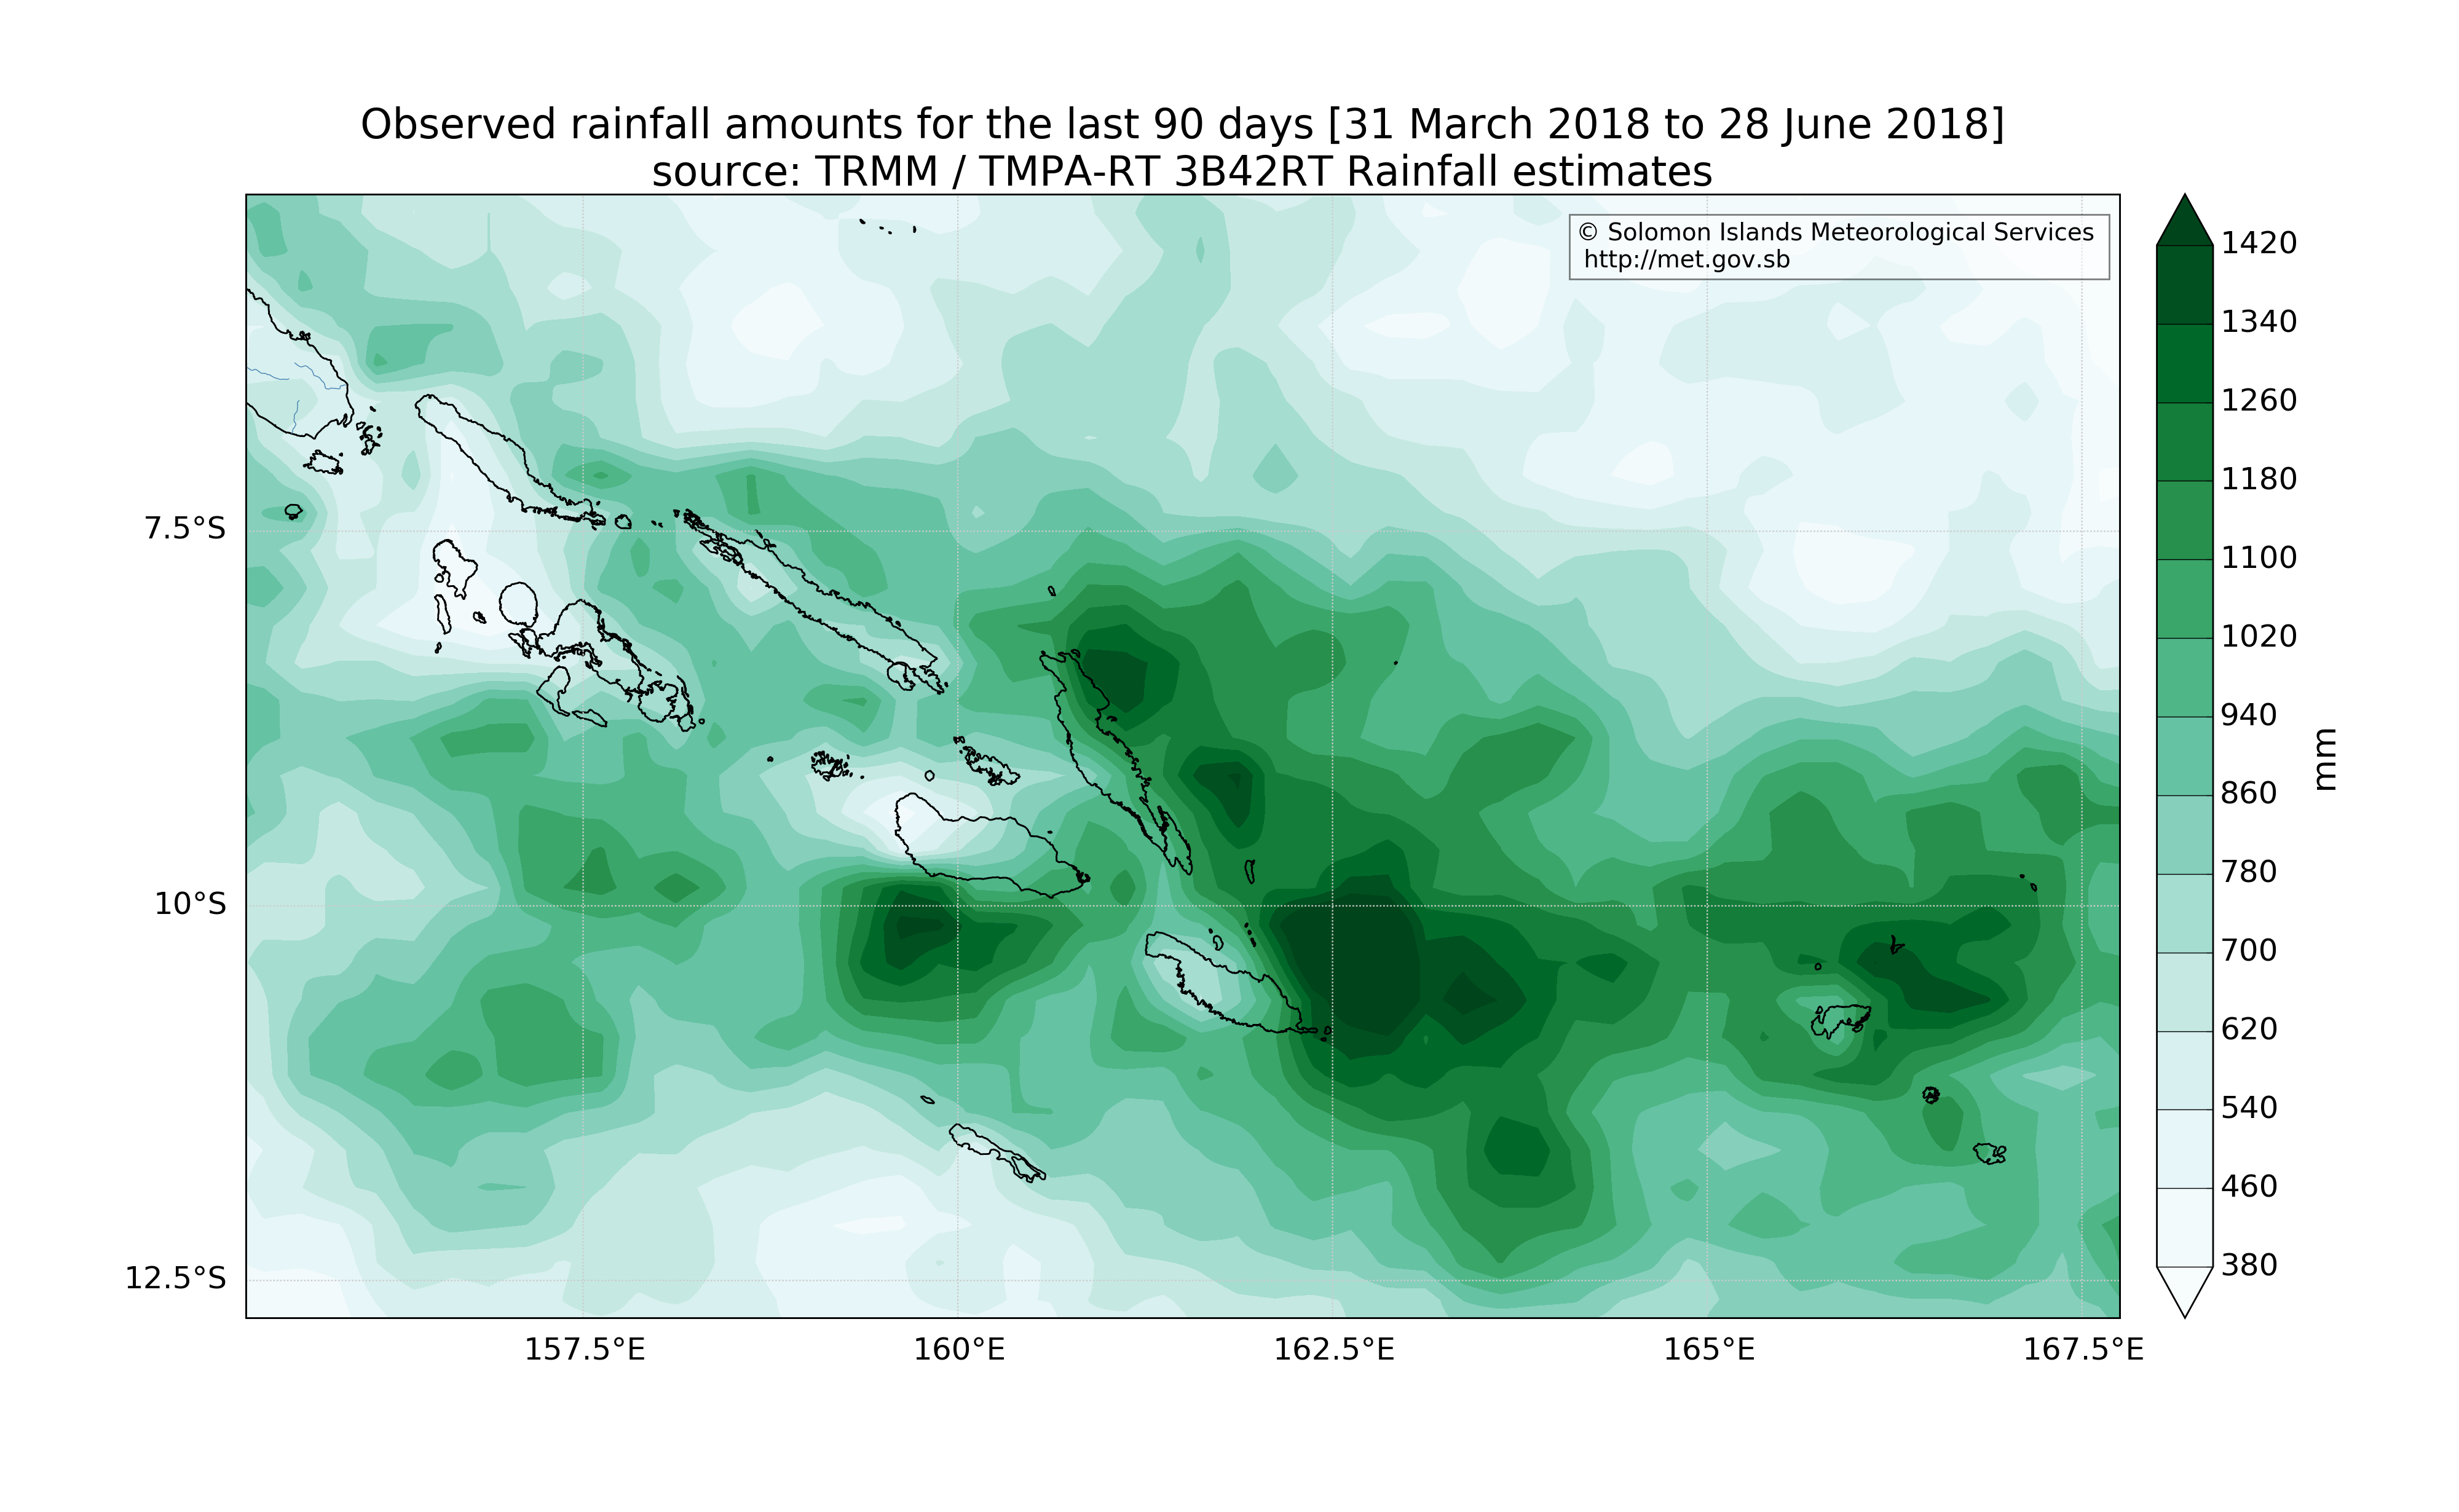 Observed rainfall amounts for the last 90 days [31 March 2018 to 28 June 2018]
source: TRMM / TMPA-RT 3B42RT Rainfall estimates
© Solomon Islands Meteorological Services
http://met.gov.sb
7.5°S
10°S
12.5°S
157.5°E
160°E
162.5°E
165°E
167.5°E
1420
1340
1260
1180
1100
1020
940
860
780
700
620
540
460
380
mm